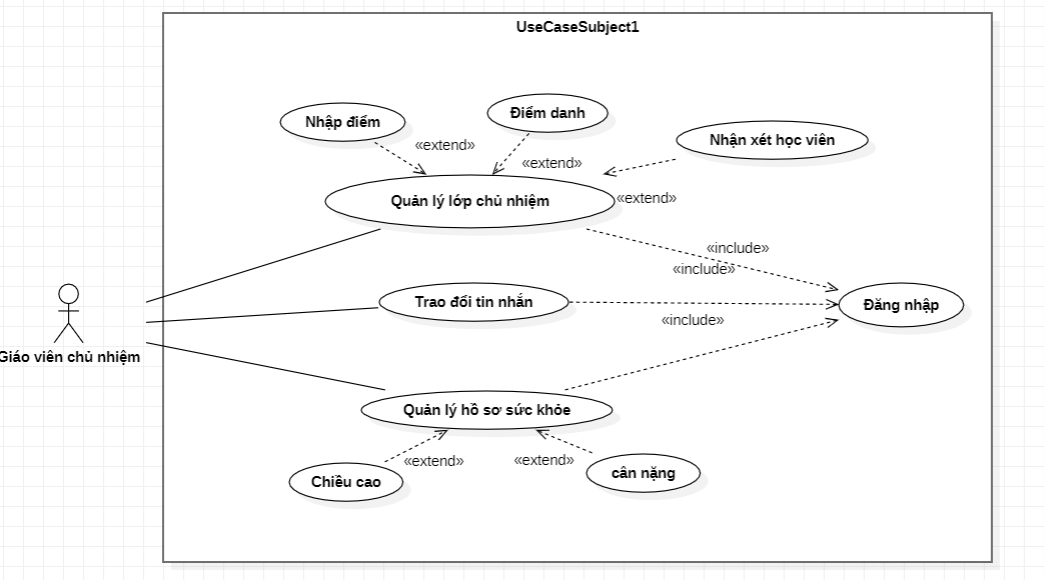 UseCaseSubject1
Nhập điểm
Điểm danh
Nhận xét học viên
«extend»
«extend»
«extend»
Quản lý lớp chủ nhiệm
«include»
«include»
Trao đổi tin nhắn
Đăng nhập
«include»
Giáo viên chủ nhiệm
Quản lý hồ sơ sức khỏe
«extend»
«extend»
Chiều cao
cân nặng